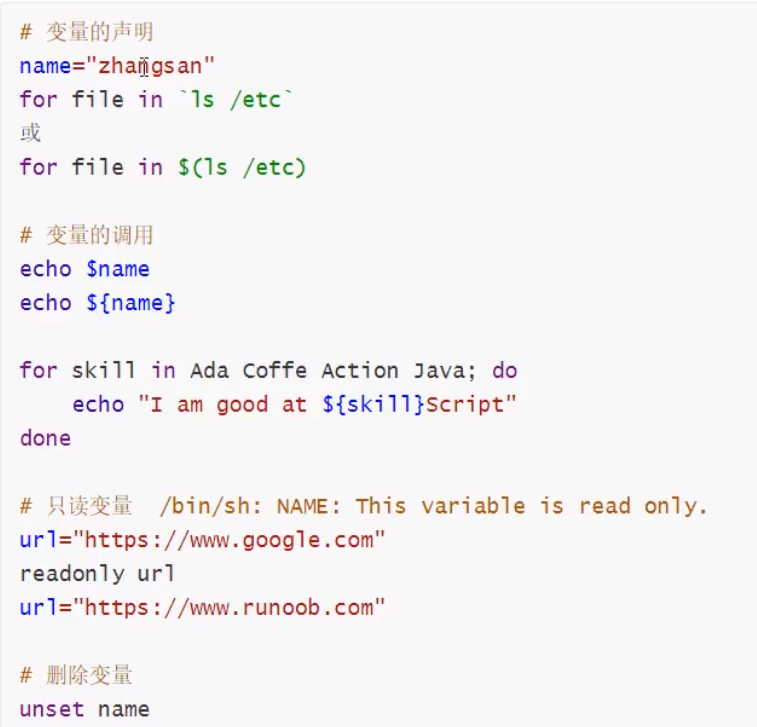 # 变量的声明
name="zhangsan"
for file in `ls /etc`
或
for file in $(ls /etc)
# 变量的调用
echo $name
echo ${name}
for skill in Ada Coffe Action Java; do
    echo "I am good at ${skill}Script"
done
# 只读变量  /bin/sh: NAME: This variable is read only.
url="https://www.google.com"
readonly url
url="https://www.runoob.com"
# 删除变量
unset name